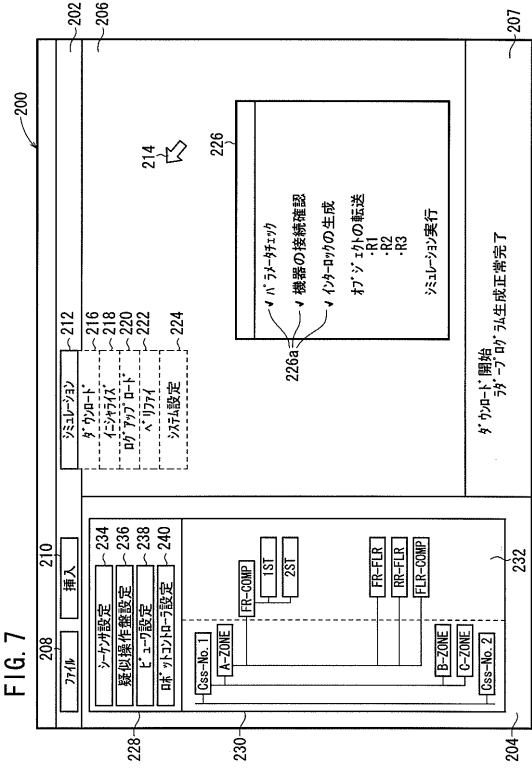 FIG. 7
200
208
210
212
202
ファイル
挿入
シミュレーション
ダウンロード
216
イニシャライズ
218
ログアップロード
220
ベリファイ
222
システム設定
224
206
214
228
シーケンサ設定
234
疑似操作盤設定
236
ビューワ設定
238
ロボットコントローラ設定
240
230
Css-No.1
A-ZONE
FR-COMP
1ST
2ST
FR-FLR
RR-FLR
FLR-COMP
B-ZONE
C-ZONE
Css-No.2
232
204
226
✓ パラメータチェック
✓ 機器の接続確認
✓ インターロックの生成
226a
オブジェクトの転送
・R1
・R2
・R3
シミュレーション実行
ダウンロード開始
ラダープログラム生成正常完了
207